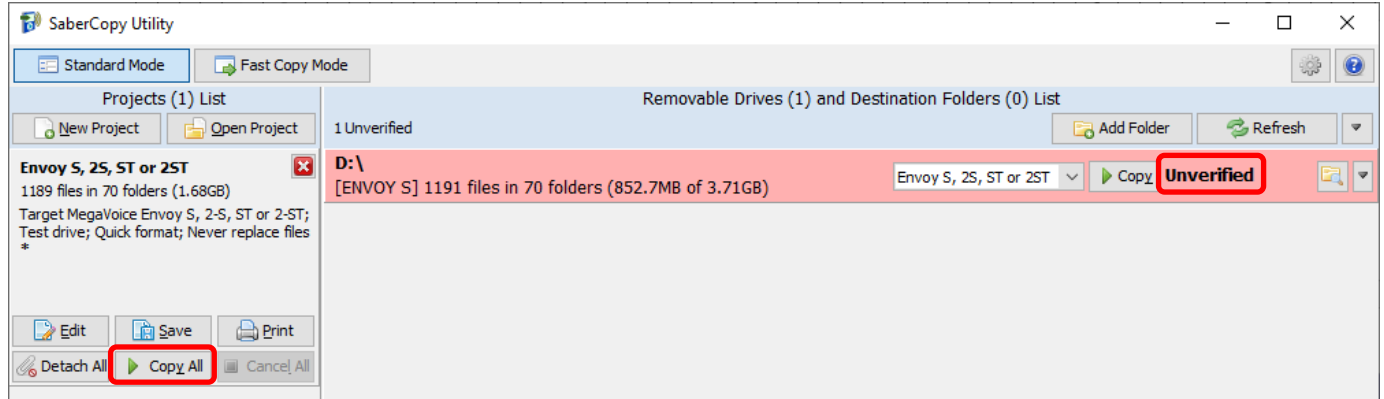 SaberCopy Utility
Standard Mode
Fast Copy Mode
Projects (1) List
Removable Drives (1) and Destination Folders (0) List
New Project
Open Project
1 Unverified
Add Folder
Refresh
Envoy S, 2S, ST or 2ST
1189 files in 70 folders (1.68GB)
Target MegaVoice Envoy S, 2-S, ST or 2-ST;
Test drive; Quick format; Never replace files
*
D:\
[ENVOY S] 1191 files in 70 folders (852.7MB of 3.71GB)
Envoy S, 2S, ST or 2ST
Copy
Unverified
Edit
Save
Print
Detach All
Copy All
Cancel All